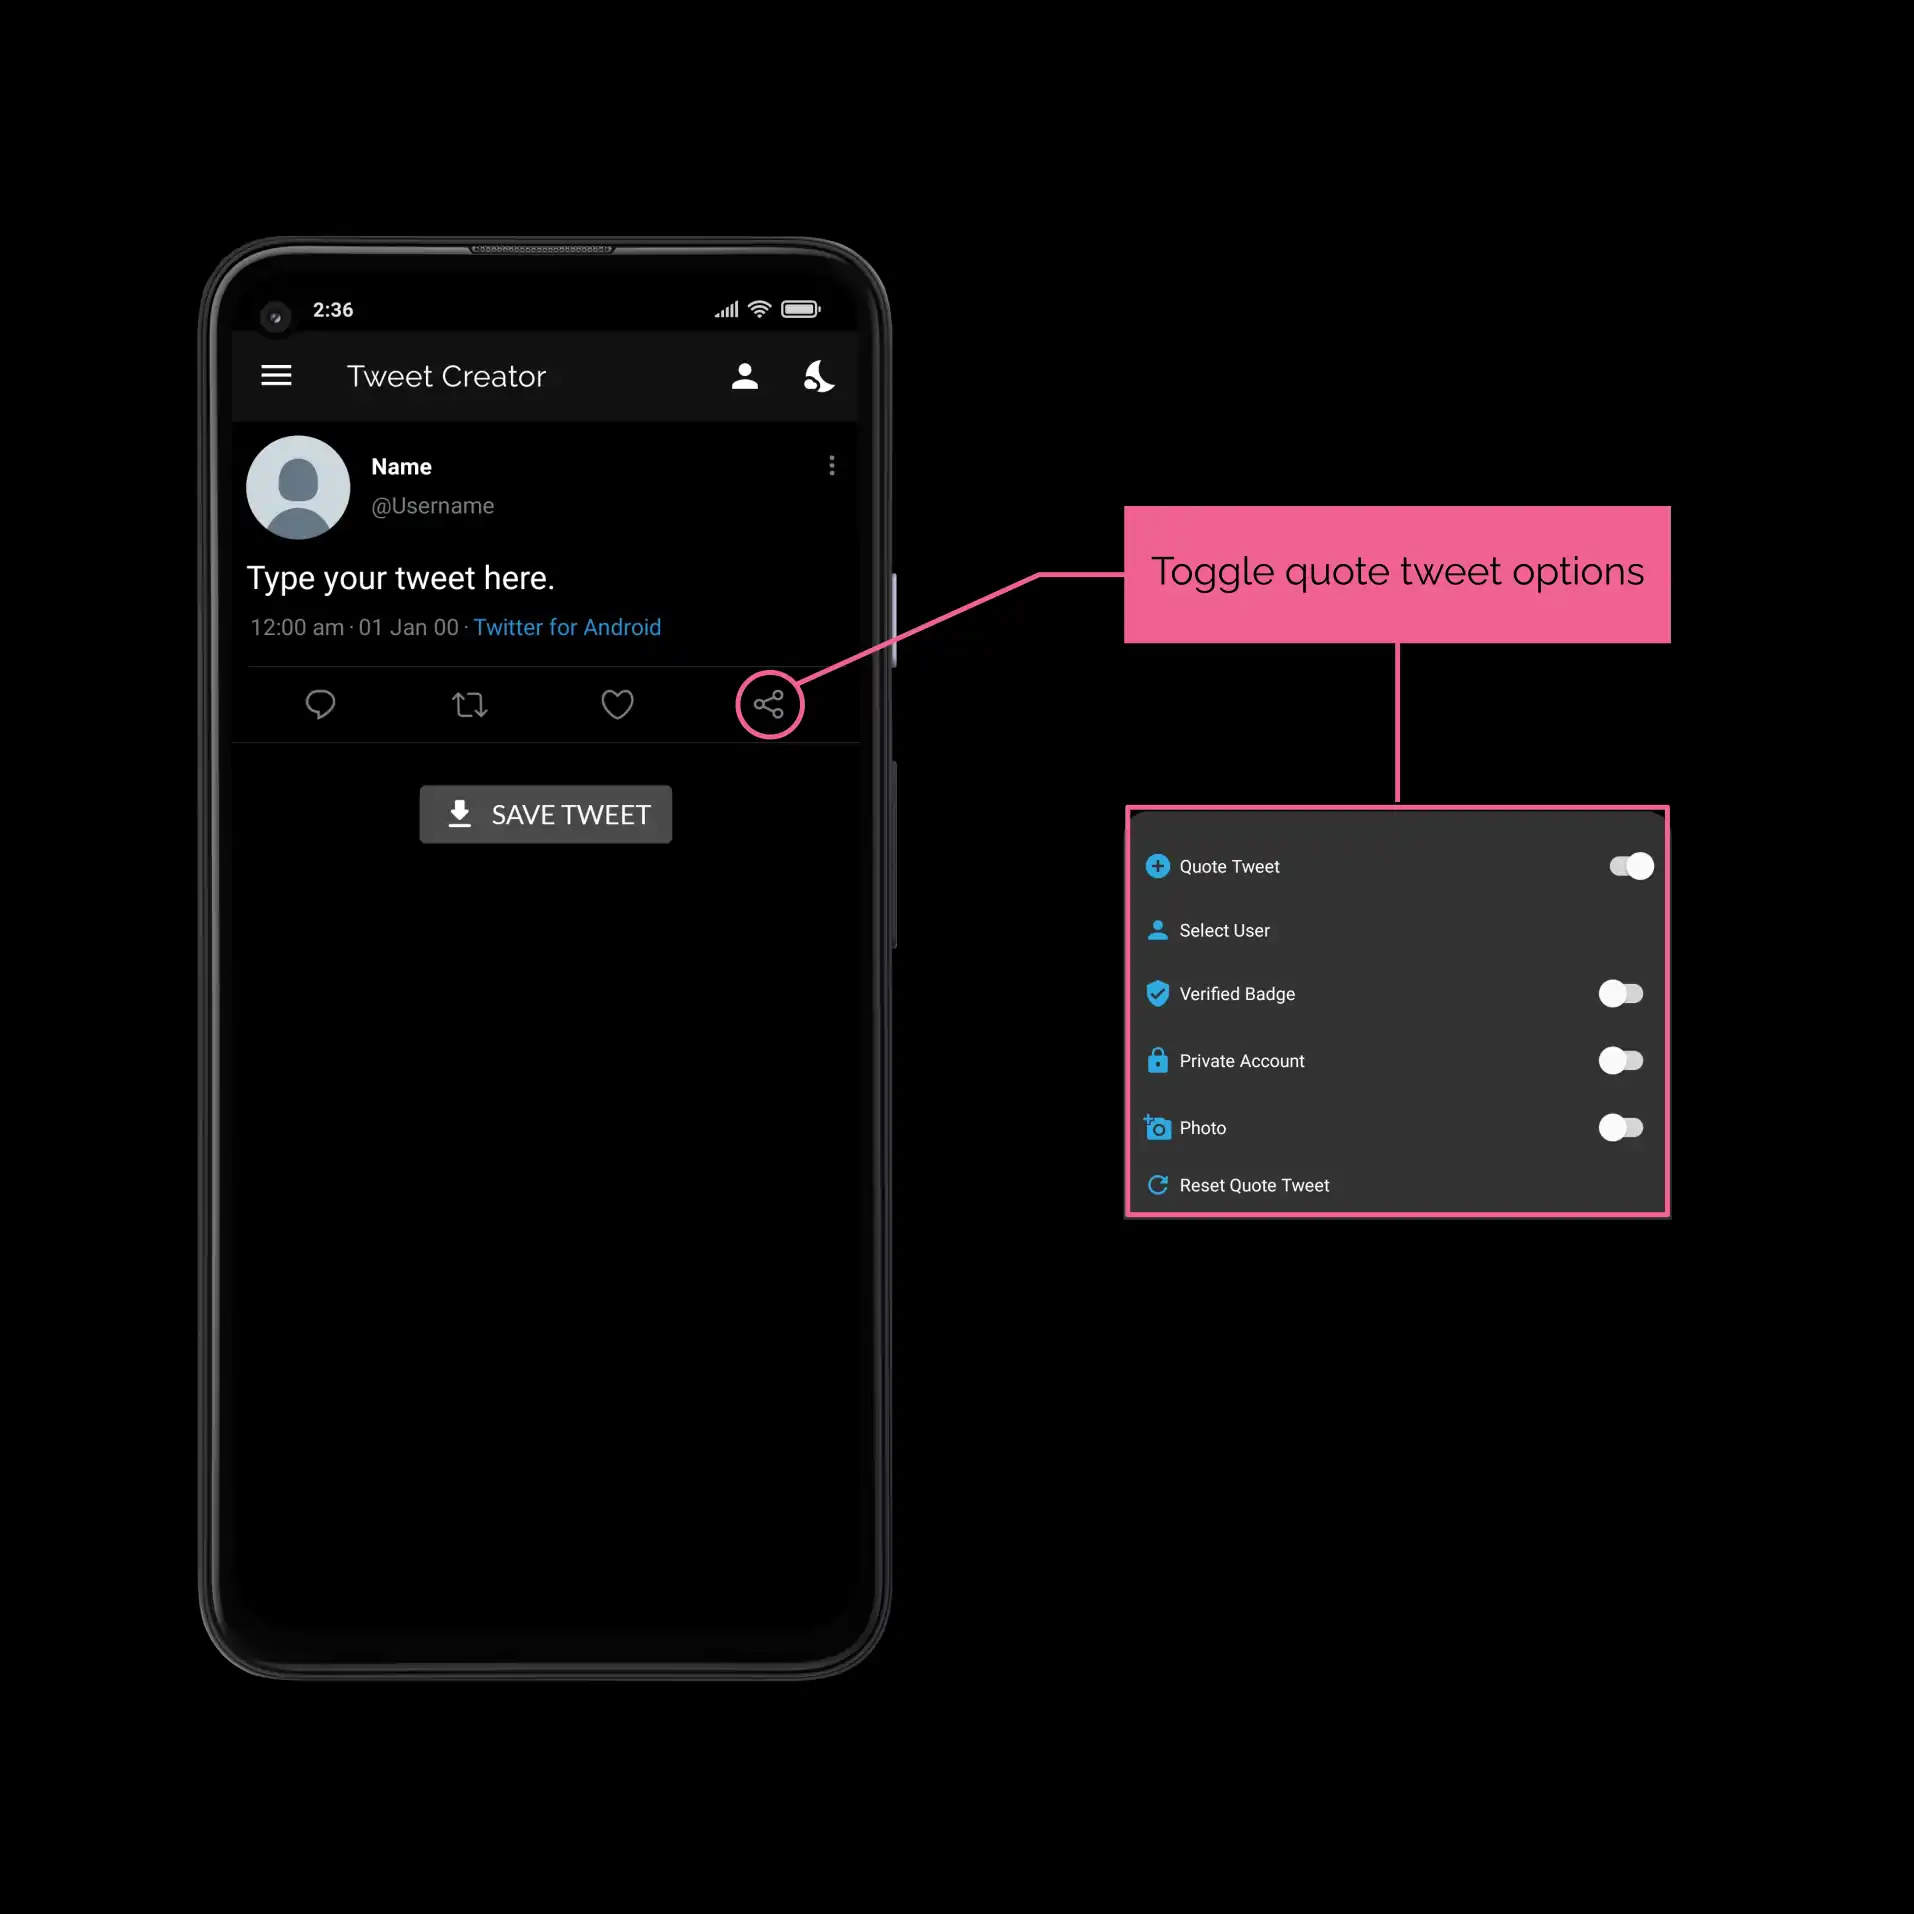 2:36
Tweet Creator
Name
@Username
Type your tweet here.
12:00 am · 01 Jan 00 · Twitter for Android
SAVE TWEET
Toggle quote tweet options
Quote Tweet
Select User
Verified Badge
Private Account
Photo
Reset Quote Tweet